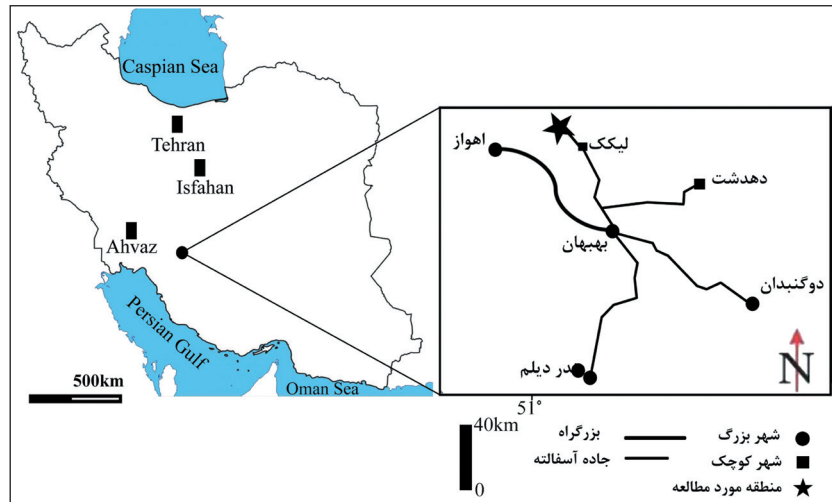 Caspian Sea
Tehran
Isfahan
Ahvaz
Persian Gulf
Oman Sea
500km
اهواز
لیکک
دهدشت
بهبهان
دوگنبدان
در دیلم
N
51°
40km
0
بزرگراه
جاده آسفالته
شهر بزرگ
شهر کوچک
منطقه مورد مطالعه